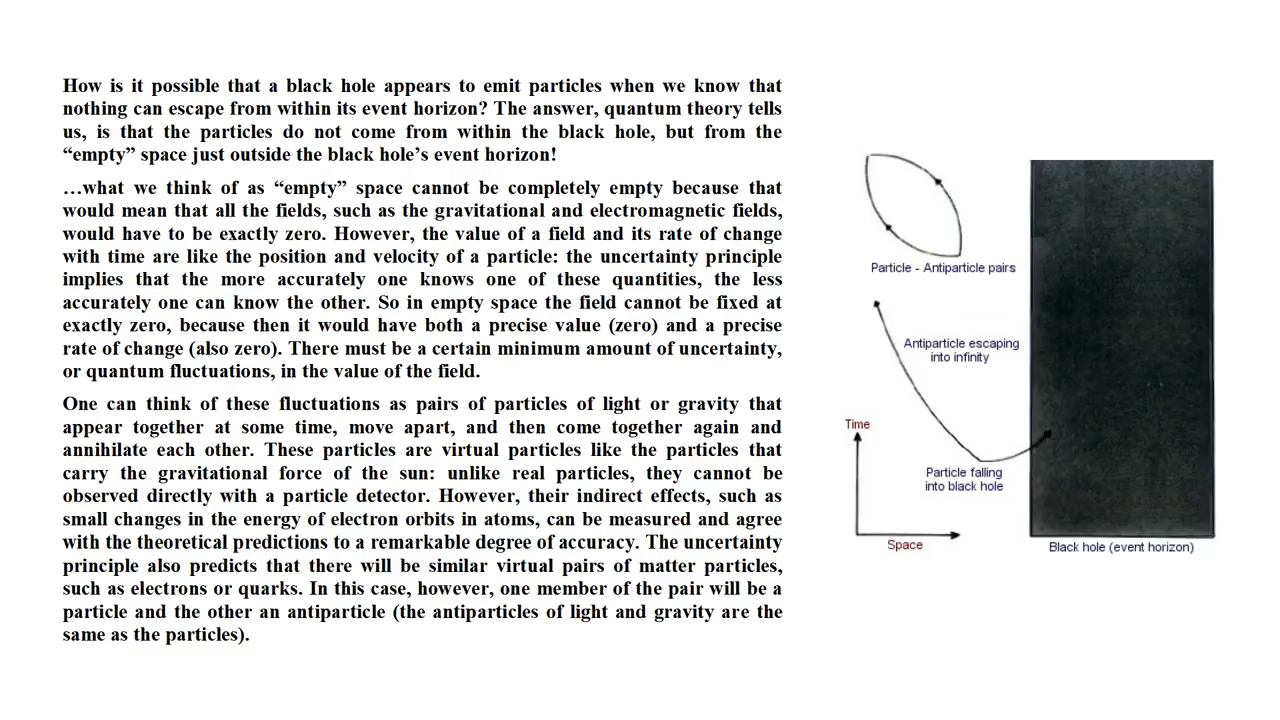 How is it possible that a black hole appears to emit particles when we know that
nothing can escape from within its event horizon? The answer, quantum theory tells
us, is that the particles do not come from within the black hole, but from the
“empty” space just outside the black hole’s event horizon!
…what we think of as “empty” space cannot be completely empty because that
would mean that all the fields, such as the gravitational and electromagnetic fields,
would have to be exactly zero. However, the value of a field and its rate of change
with time are like the position and velocity of a particle: the uncertainty principle
implies that the more accurately one knows one of these quantities, the less
accurately one can know the other. So in empty space the field cannot be fixed at
exactly zero, because then it would have both a precise value (zero) and a precise
rate of change (also zero). There must be a certain minimum amount of uncertainty,
or quantum fluctuations, in the value of the field.
One can think of these fluctuations as pairs of particles of light or gravity that
appear together at some time, move apart, and then come together again and
annihilate each other. These particles are virtual particles like the particles that
carry the gravitational force of the sun: unlike real particles, they cannot be
observed directly with a particle detector. However, their indirect effects, such as
small changes in the energy of electron orbits in atoms, can be measured and agree
with the theoretical predictions to a remarkable degree of accuracy. The uncertainty
principle also predicts that there will be similar virtual pairs of matter particles,
such as electrons or quarks. In this case, however, one member of the pair will be a
particle and the other an antiparticle (the antiparticles of light and gravity are the
same as the particles).
Particle - Antiparticle pairs
Antiparticle escaping
into infinity
Time
Particle falling
into black hole
Space
Black hole (event horizon)